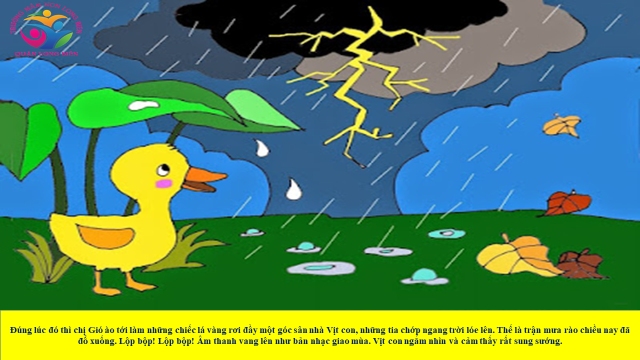 Đúng lúc đó thì chị Gió ào tới làm những chiếc lá vàng rơi đầy một góc sân nhà Vịt con, những tia chớp ngang trời lóe lên. Thế là trận mưa rào chiều nay đã
đổ xuống. Lộp bộp! Lộp bộp! Âm thanh vang lên như bản nhạc giao mùa. Vịt con ngắm nhìn và cảm thấy rất sung sướng.